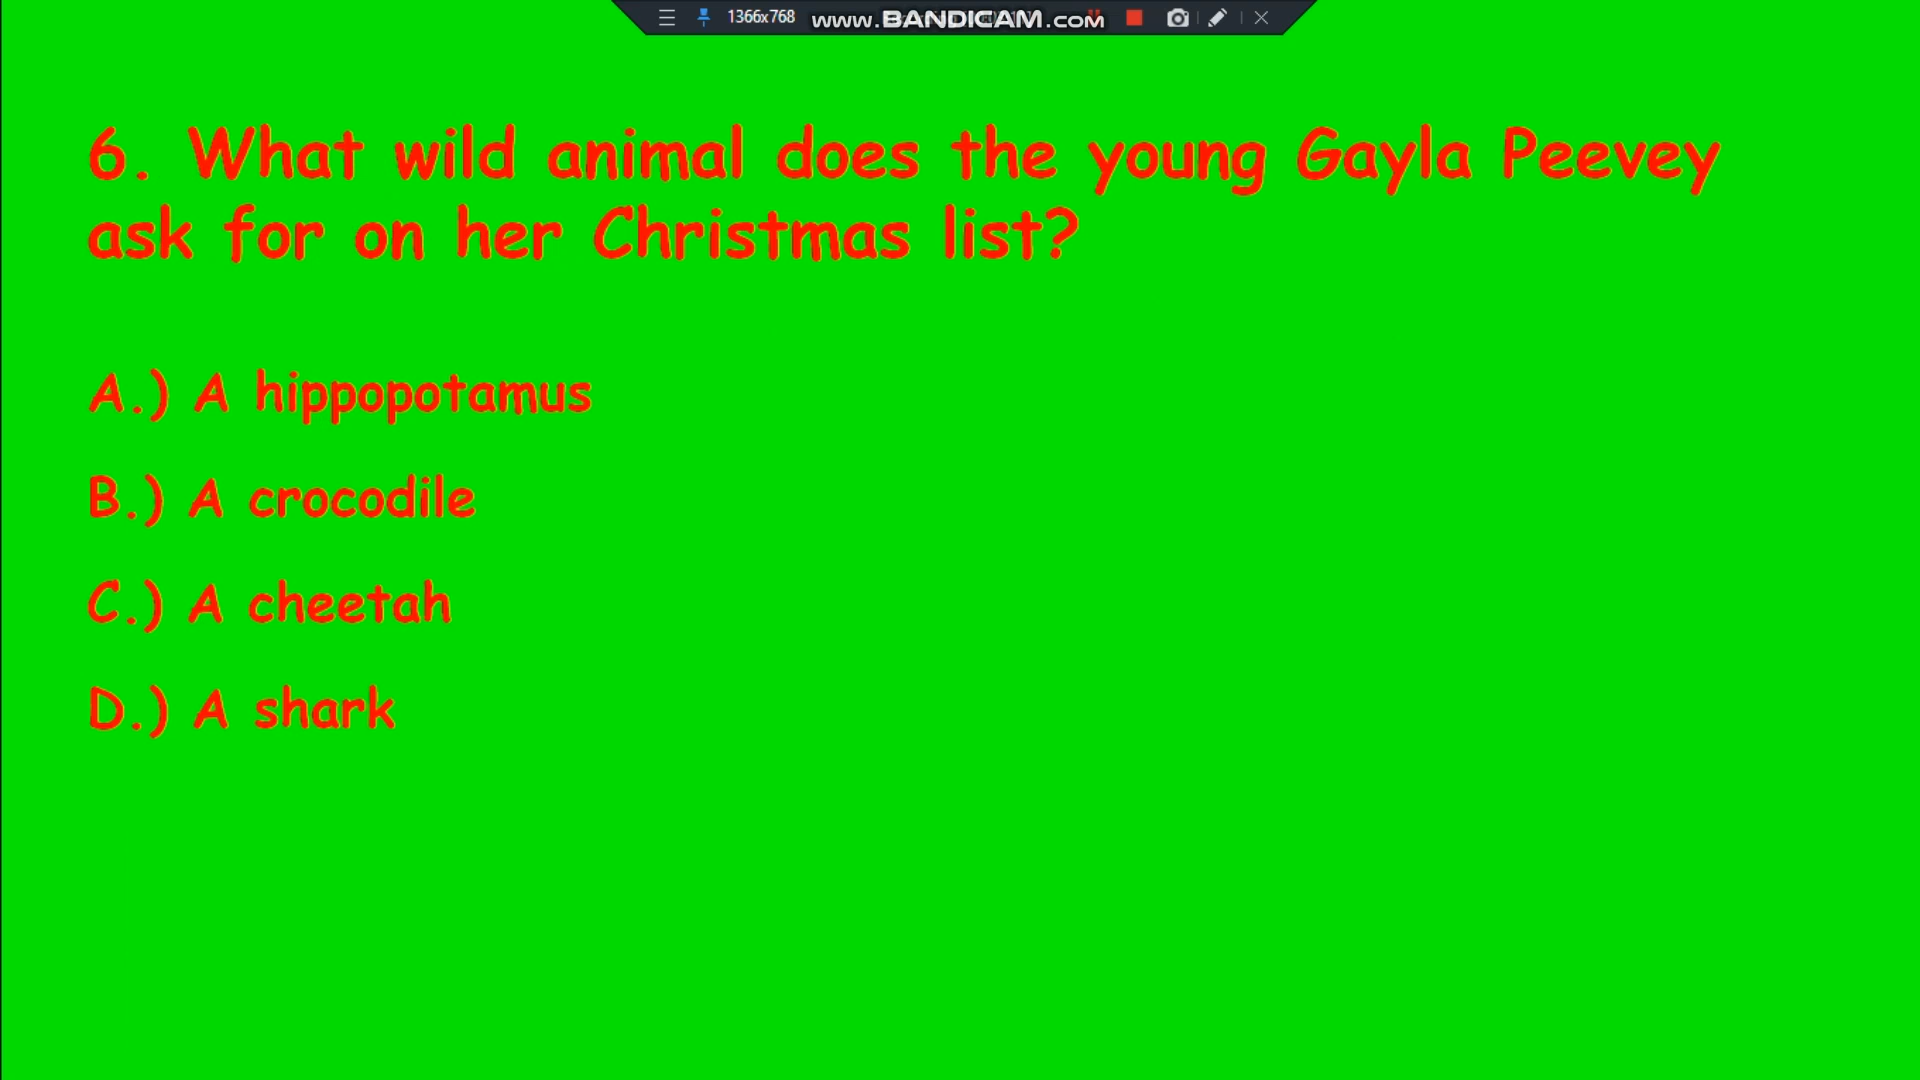 1366x768 www.BANDICAM.com
6. What wild animal does the young Gayla Peevey
ask for on her Christmas list?
A.) A hippopotamus
B.) A crocodile
C.) A cheetah
D.) A shark